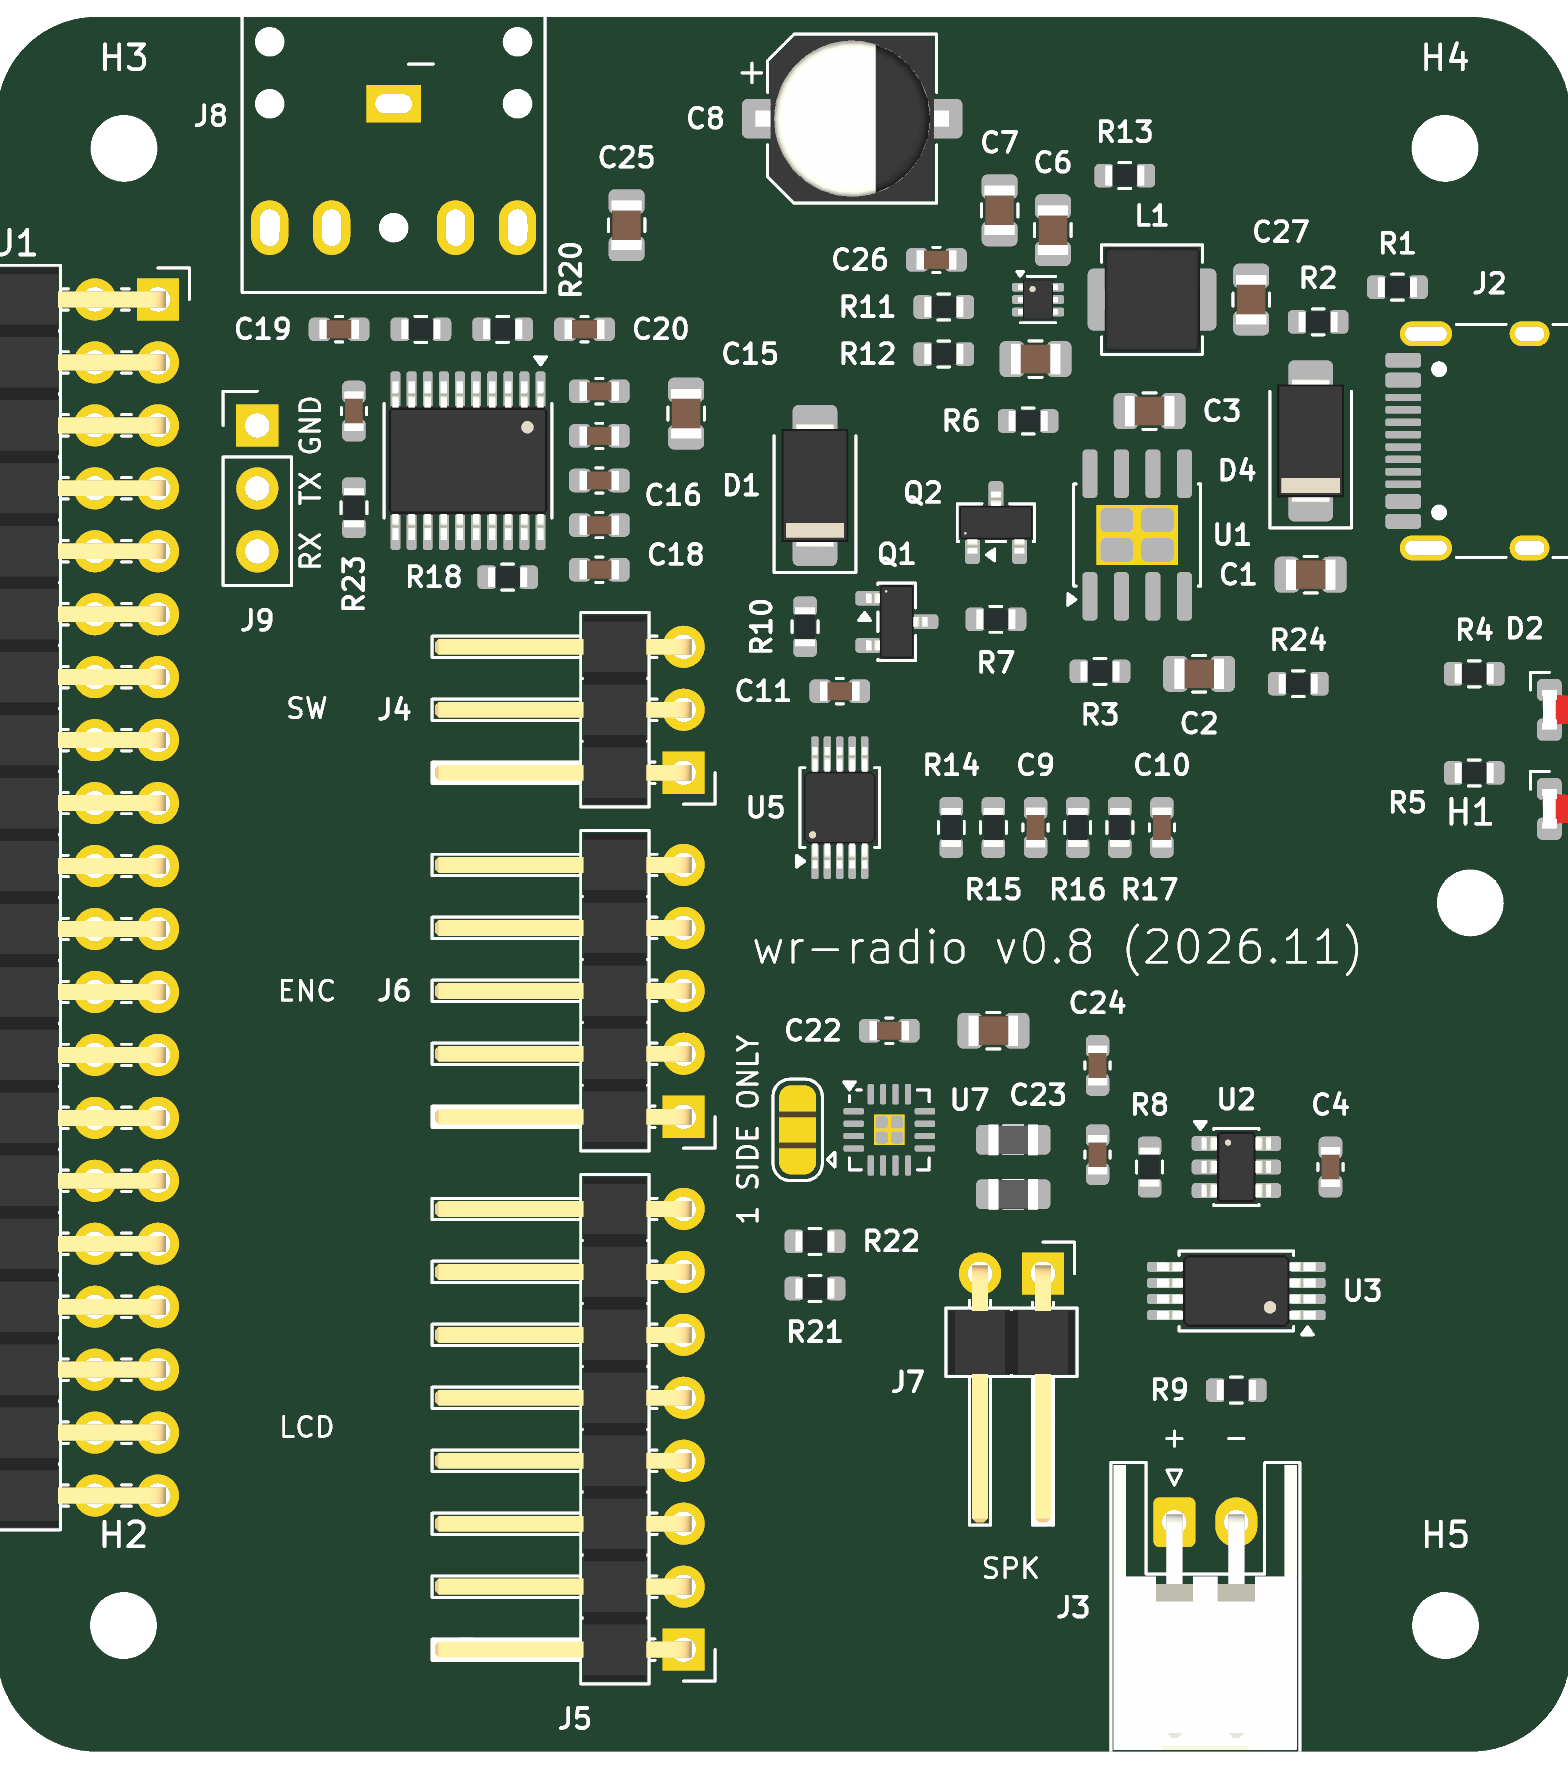 H3
H4
J8
+
−
C8
C25
C7
C6
R13
L1
C27
R1
J1
R20
C26
R2
J2
R11
C19
C20
C15
R12
GND
TX
RX
R6
C3
D4
D1
Q2
C16
U1
C18
Q1
C1
R18
R23
J9
R10
R7
R24
R4
D2
C11
SW
J4
R3
C2
R14
C9
C10
U5
R5
H1
R15
R16
R17
wr-radio v0.8 (2026.11)
ENC
J6
C24
C22
1 SIDE ONLY
U7
C23
R8
U2
C4
R22
U3
R21
J7
R9
+ −
LCD
H2
SPK
H5
J3
J5